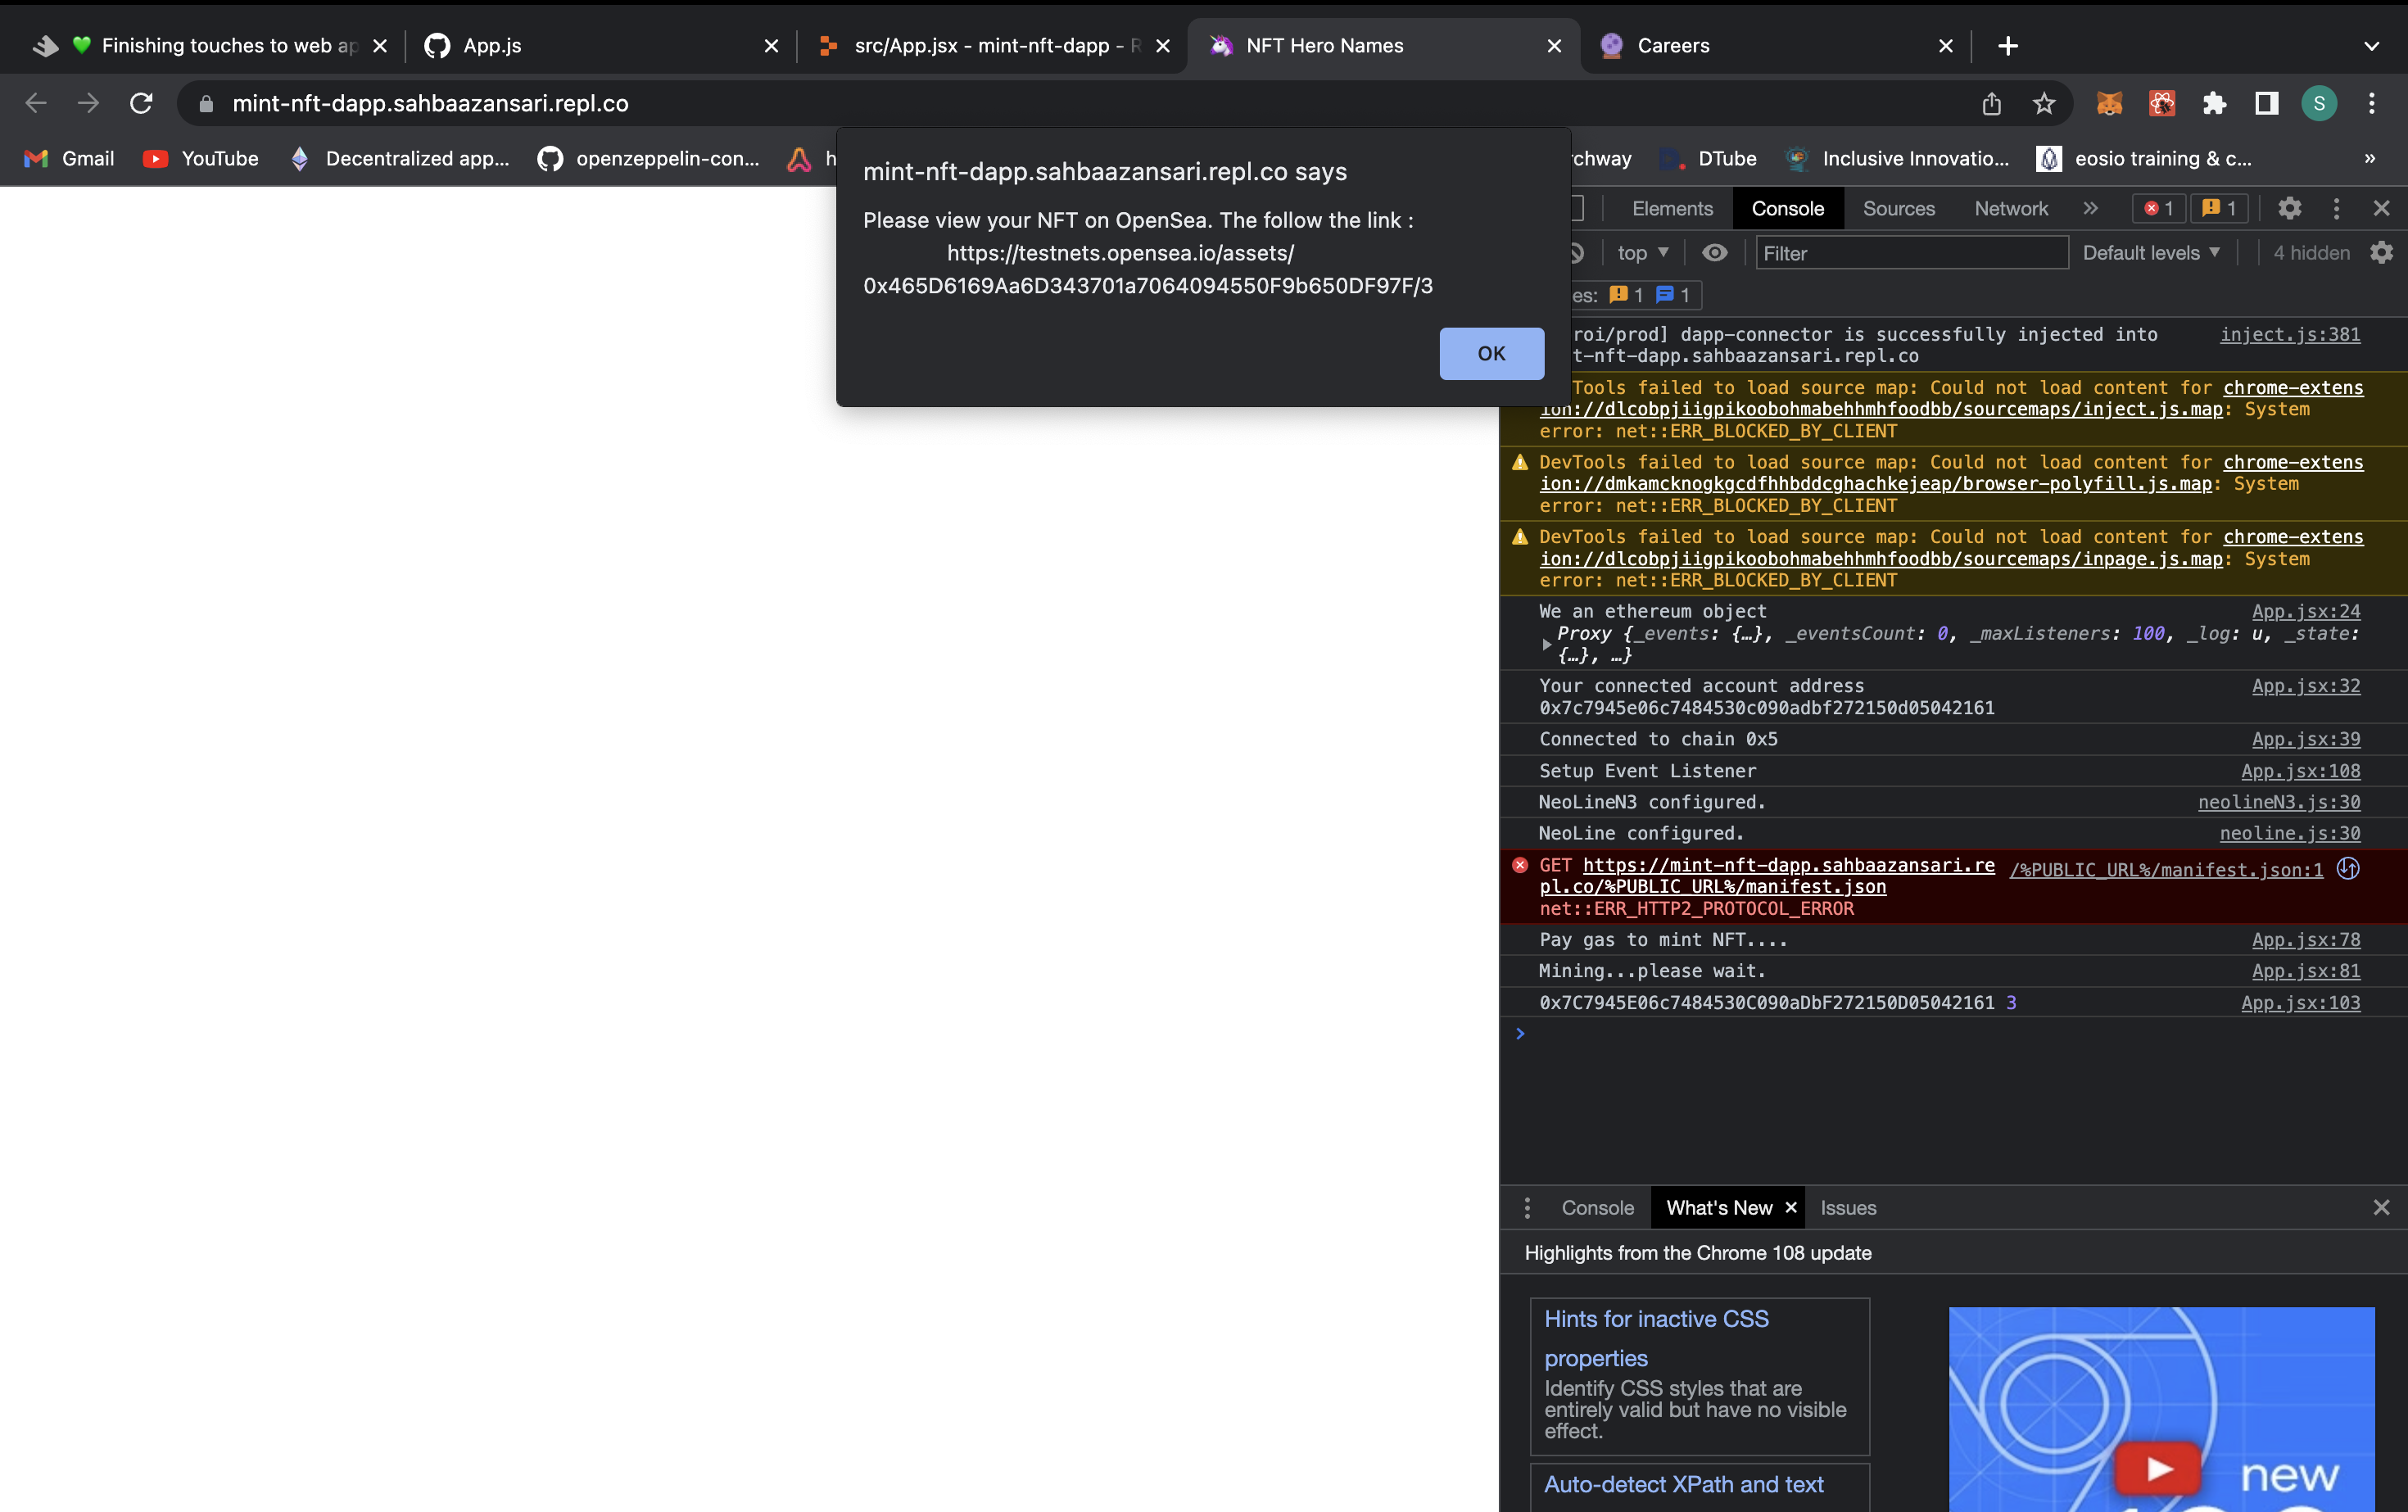 Finishing touches to web ap
App.js
src/App.jsx - mint-nft-dapp - R
NFT Hero Names
Careers
mint-nft-dapp.sahbaazansari.repl.co
S
Gmail
YouTube
Decentralized app...
openzeppelin-con...
h
rchway
DTube
Inclusive Innovatio...
eosio training & c...
»
mint-nft-dapp.sahbaazansari.repl.co says
Please view your NFT on OpenSea. The follow the link :
https://testnets.opensea.io/assets/
0x465D6169Aa6D343701a7064094550F9b650DF97F/3
OK
Elements
Console
Sources
Network
»
1
1
top
Filter
Default levels
4 hidden
es: 1 1
roi/prod] dapp-connector is successfully injected into inject.js:381
t-nft-dapp.sahbaazansari.repl.co
Tools failed to load source map: Could not load content for chrome-extens
ion://dlcobpjiigpikoobohmabehhmhfoodbb/sourcemaps/inject.js.map: System
error: net::ERR_BLOCKED_BY_CLIENT
DevTools failed to load source map: Could not load content for chrome-extens
ion://dmkamcknogkgcdfhhbddcghachkejeap/browser-polyfill.js.map: System
error: net::ERR_BLOCKED_BY_CLIENT
DevTools failed to load source map: Could not load content for chrome-extens
ion://dlcobpjiigpikoobohmabehhmhfoodbb/sourcemaps/inpage.js.map: System
error: net::ERR_BLOCKED_BY_CLIENT
We an ethereum object App.jsx:24
Proxy {_events: {…}, _eventsCount: 0, _maxListeners: 100, _log: u, _state:
{…}, …}
Your connected account address App.jsx:32
0x7c7945e06c7484530c090adbf272150d05042161
Connected to chain 0x5 App.jsx:39
Setup Event Listener App.jsx:108
NeoLineN3 configured. neolineN3.js:30
NeoLine configured. neoline.js:30
GET https://mint-nft-dapp.sahbaazansari.re /%PUBLIC_URL%/manifest.json:1
pl.co/%PUBLIC_URL%/manifest.json
net::ERR_HTTP2_PROTOCOL_ERROR
Pay gas to mint NFT.... App.jsx:78
Mining...please wait. App.jsx:81
0x7C7945E06c7484530C090aDbF272150D05042161 3 App.jsx:103
Console
What's New
Issues
Highlights from the Chrome 108 update
Hints for inactive CSS
properties
Identify CSS styles that are
entirely valid but have no visible
effect.
Auto-detect XPath and text
new